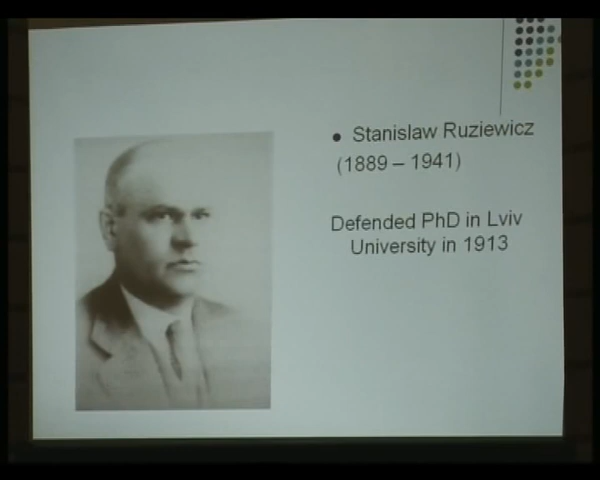 • Stanislaw Ruziewicz
(1889 – 1941)
Defended PhD in Lviv
University in 1913